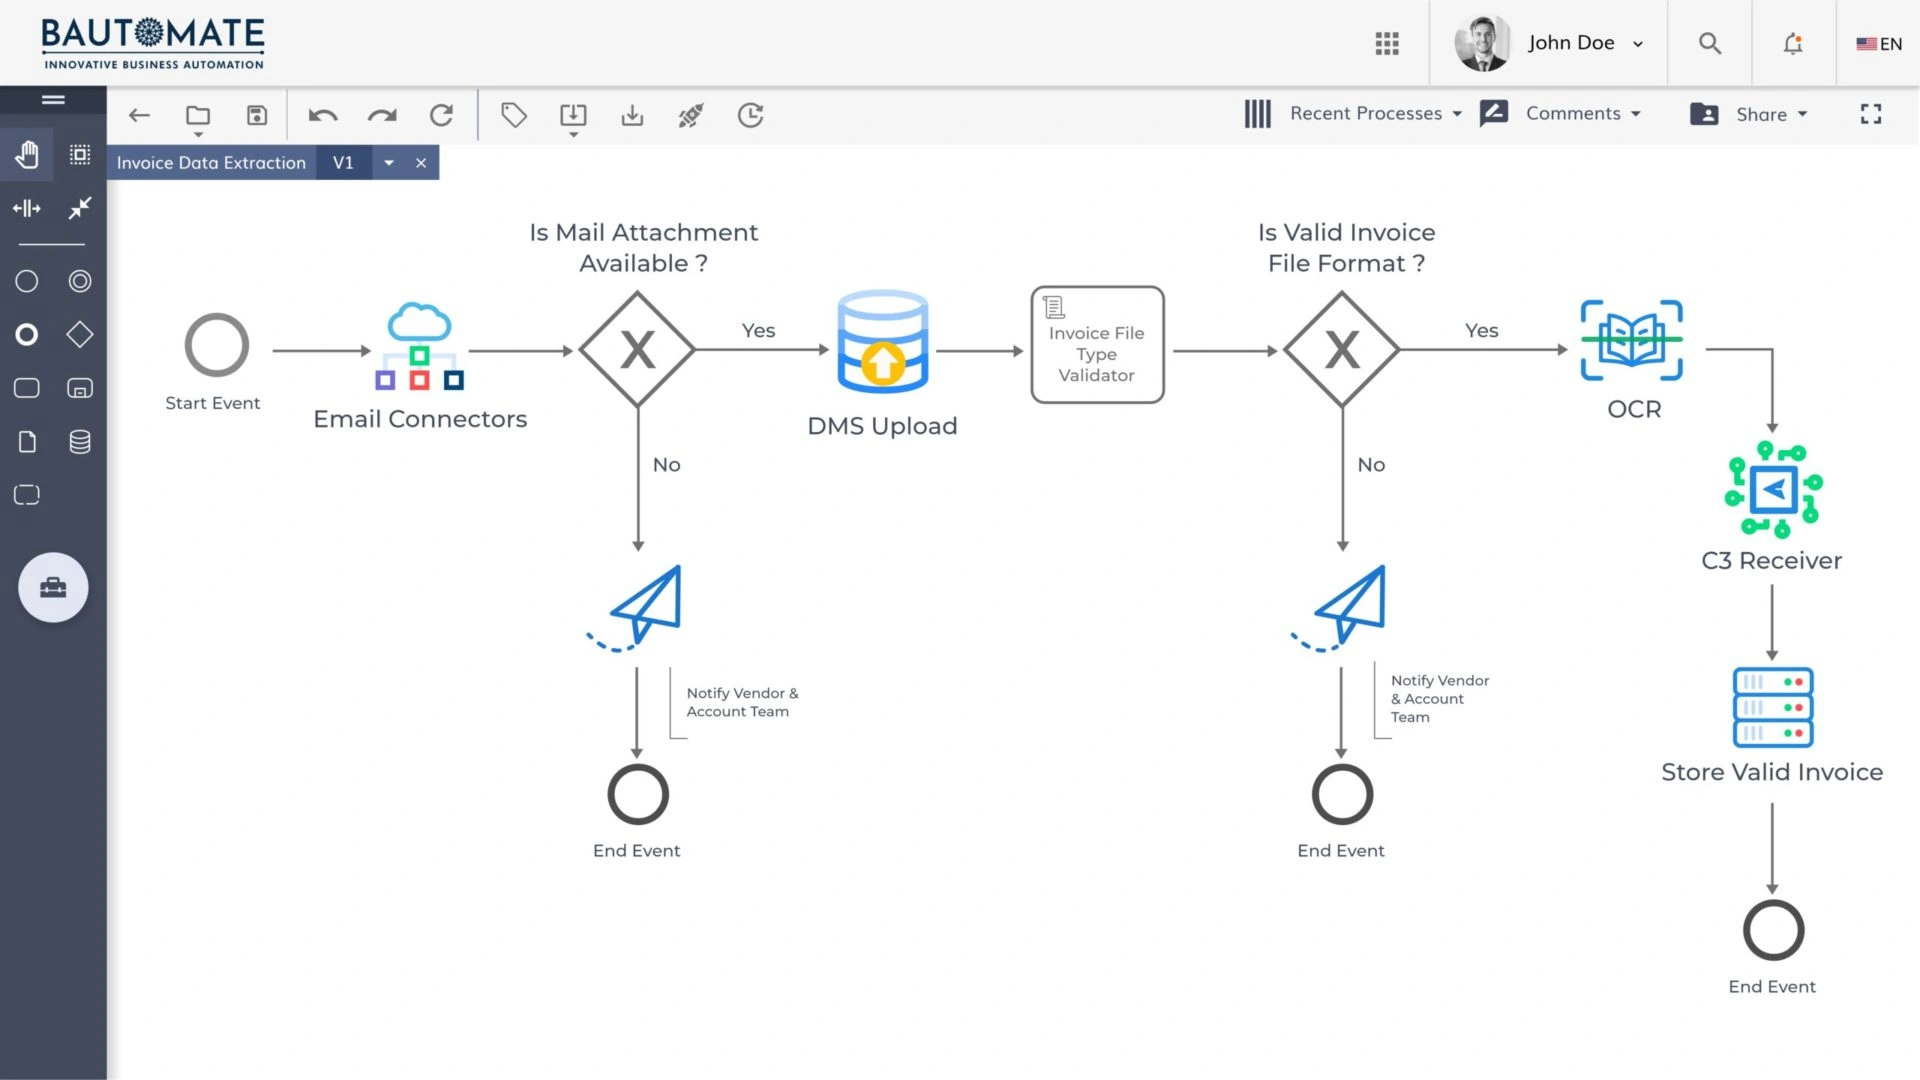 BAUTOMATE
INNOVATIVE BUSINESS AUTOMATION
John Doe
EN
Recent Processes
Comments
Share
Invoice Data Extraction
V1
Is Mail Attachment
Available ?
Is Valid Invoice
File Format ?
Start Event
Email Connectors
X
Yes
DMS Upload
Invoice File
Type
Validator
X
Yes
OCR
No
No
C3 Receiver
Notify Vendor &
Account Team
Notify Vendor
& Account
Team
Store Valid Invoice
End Event
End Event
End Event